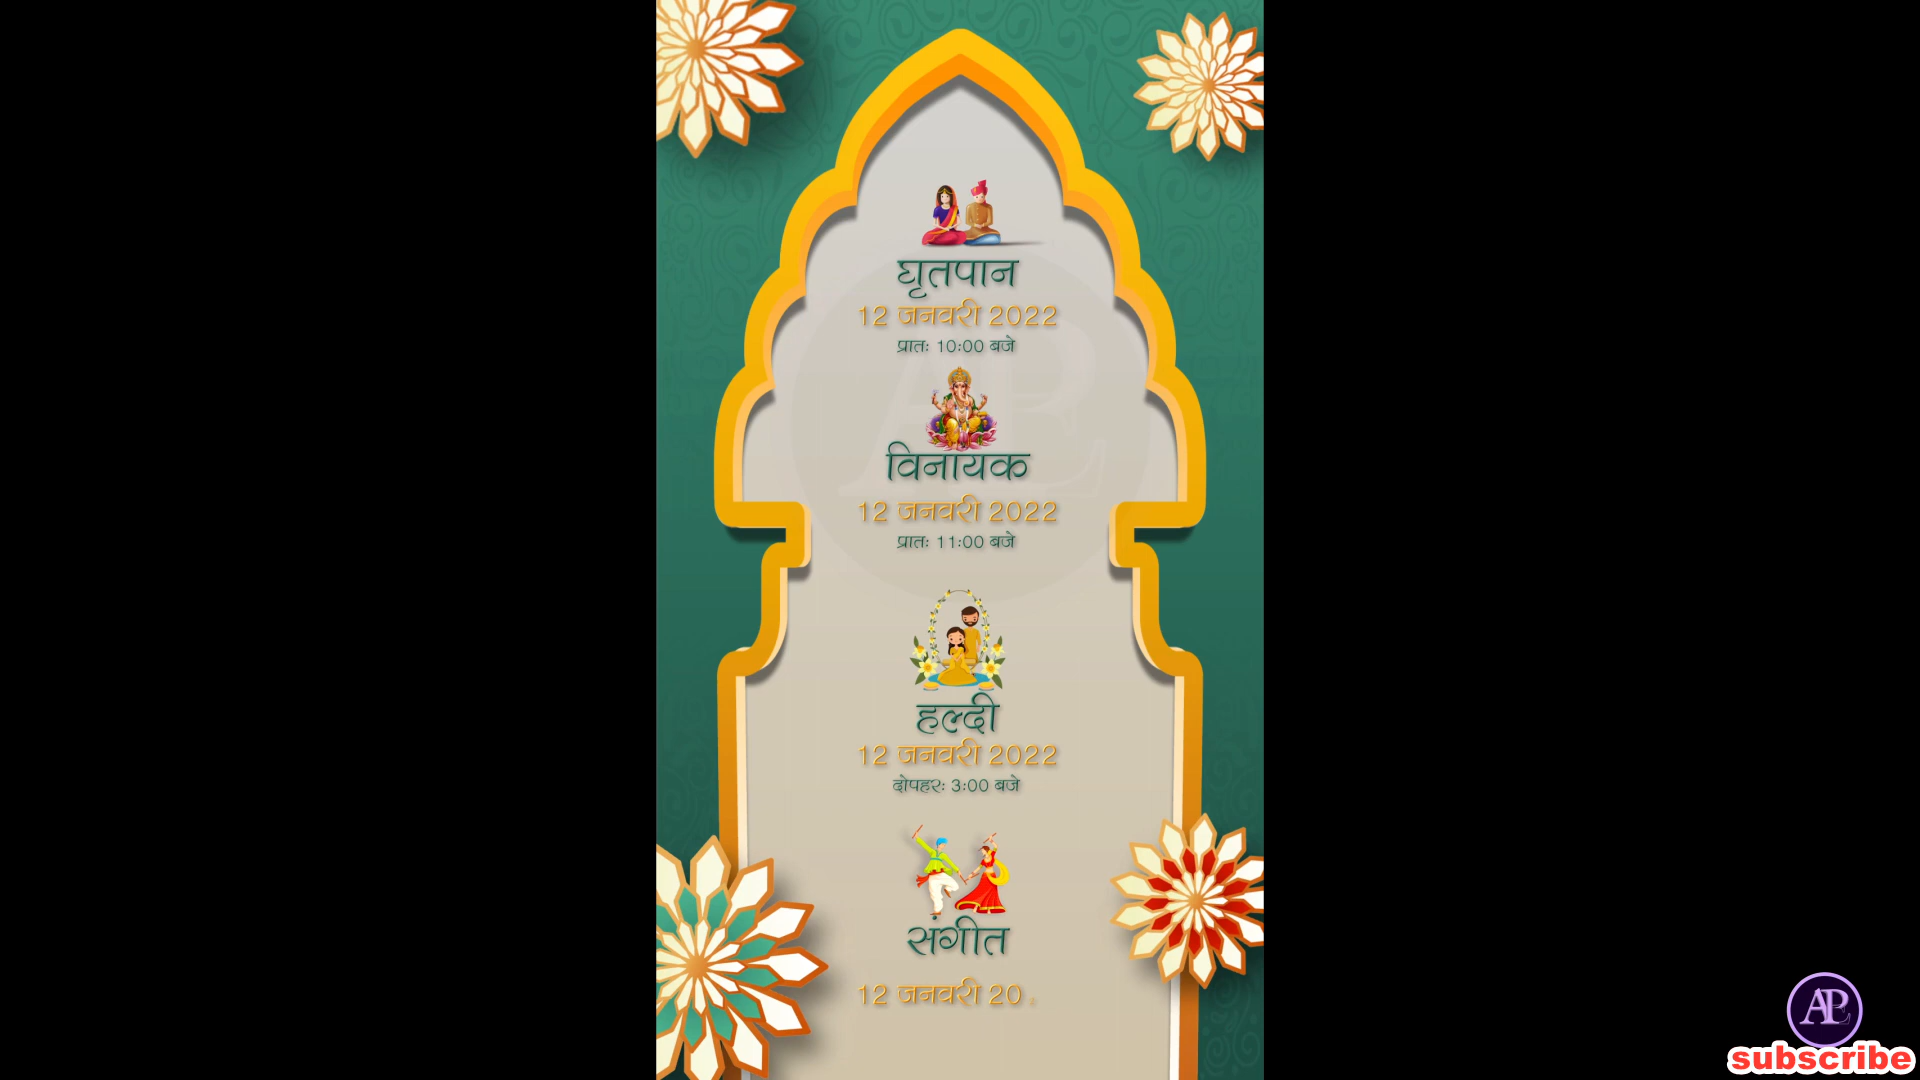 घृतपान
12 जनवरी 2022
प्रातः 10:00 बजे
विनायक
12 जनवरी 2022
प्रातः 11:00 बजे
हल्दी
12 जनवरी 2022
दोपहरः 3:00 बजे
संगीत
12 जनवरी 20
subscribe